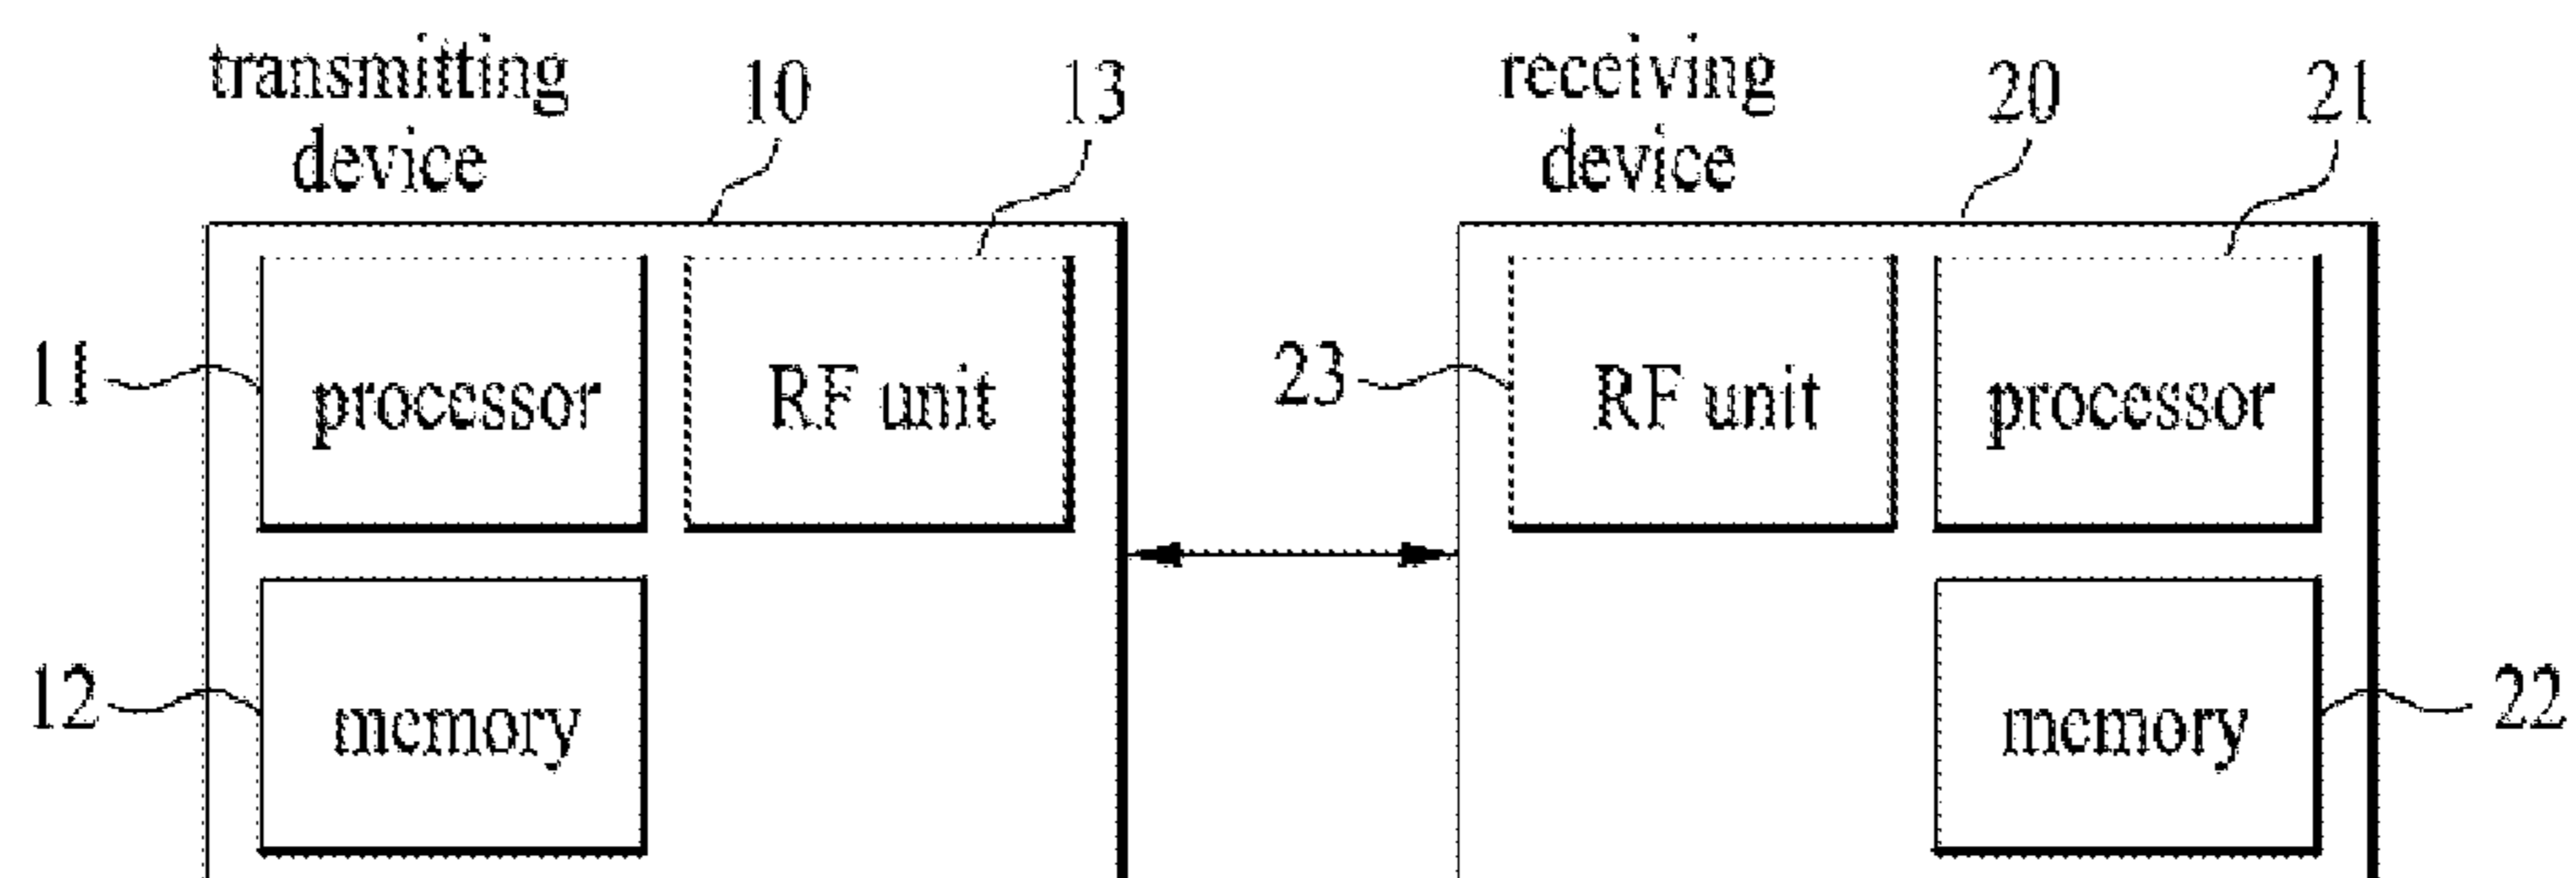 transmitting
device
10
13
receiving
device
20
21
11
processor
RF unit
23
RF unit
processor
12
memory
memory
22